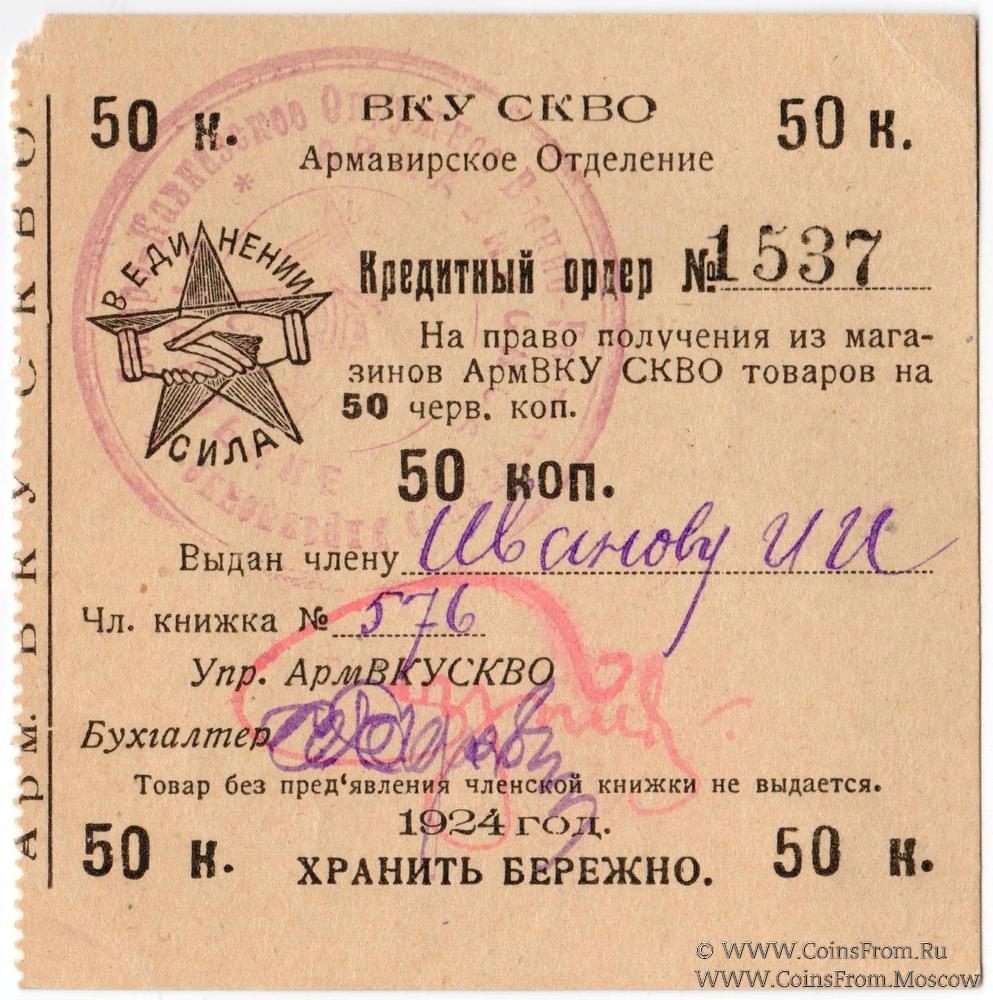 50 к. ВКУ СКВО 50 к.
Армавирское Отделение
В ЕДИНЕНИИ
СИЛА
Кредитный ордер № 1537
На право получения из мага-
зинов АрмВКУ СКВО товаров на
50 черв. коп.
50 коп.
Выдан члену Иванову И И
Чл. книжка № 576
Упр. АрмВКУСКВО
Бухгалтер
Товар без пред‘явления членской книжки не выдается.
1924 год.
50 к. ХРАНИТЬ БЕРЕЖНО. 50 к.
Арм. ВКУ СКВО
© WWW.CoinsFrom.Ru
WWW.CoinsFrom.Moscow